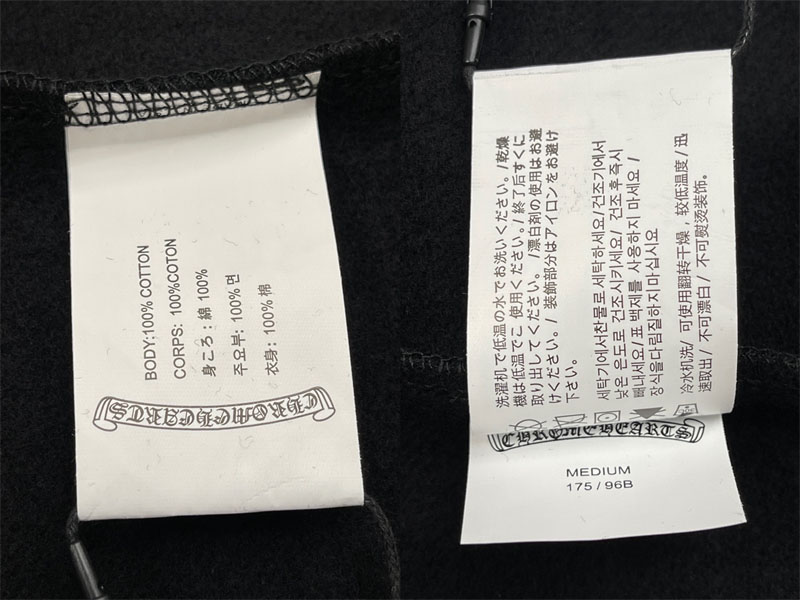 BODY:100% COTTON
CORPS: 100%COTON
身ころ：綿 100%
주요부: 100% 면
衣身: 100% 棉
CHROME HEARTS
洗濯机で低温の水でお洗いください。/乾燥
機は低温でご使用ください。/終了后すぐに
取り出してください。/漂白剤の使用はお避
けください。/ 装飾部分はアイロンをお避け
下さい。
세탁기에서찬물로 세탁하세요/ 건조기에서
낮은 온도로 건조시키세요/ 건조 후 즉시
빼내세요/ 표 백제를 사용하지 마세요 /
장식을다림질하지마십시요
冷水机洗/ 可使用翻转干燥，较低温度/ 迅
速取出/ 不可漂白/ 不可熨烫装饰。
CHROME HEARTS
MEDIUM
175 / 96B